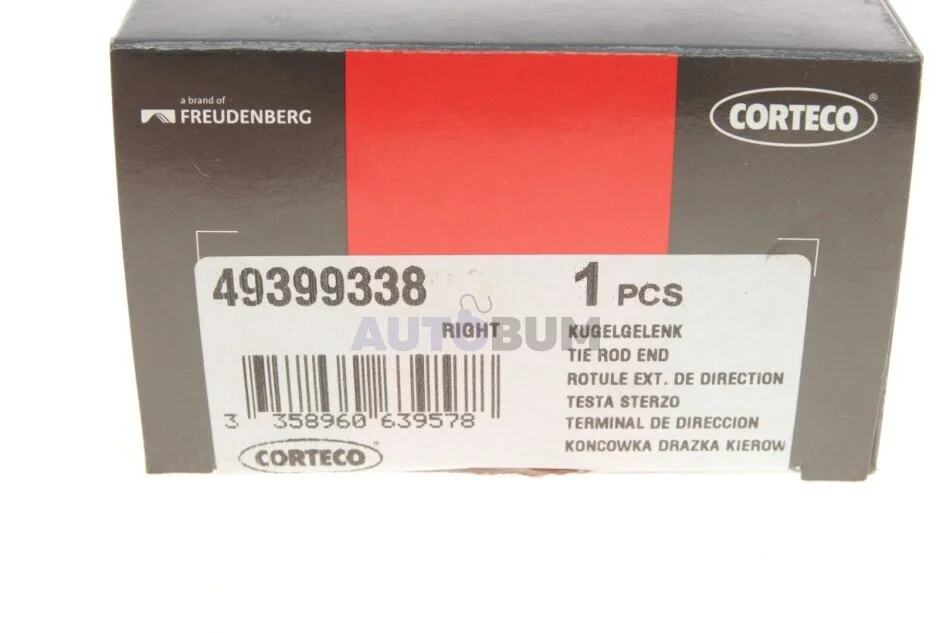 a brand of
FREUDENBERG
CORTECO®
49399338
1 PCS
RIGHT
AUTOBUM
KUGELGELENK
TIE ROD END
ROTULE EXT. DE DIRECTION
TESTA STERZO
TERMINAL DE DIRECCION
KONCOWKA DRAZKA KIEROW
3 358960 639578
CORTECO®